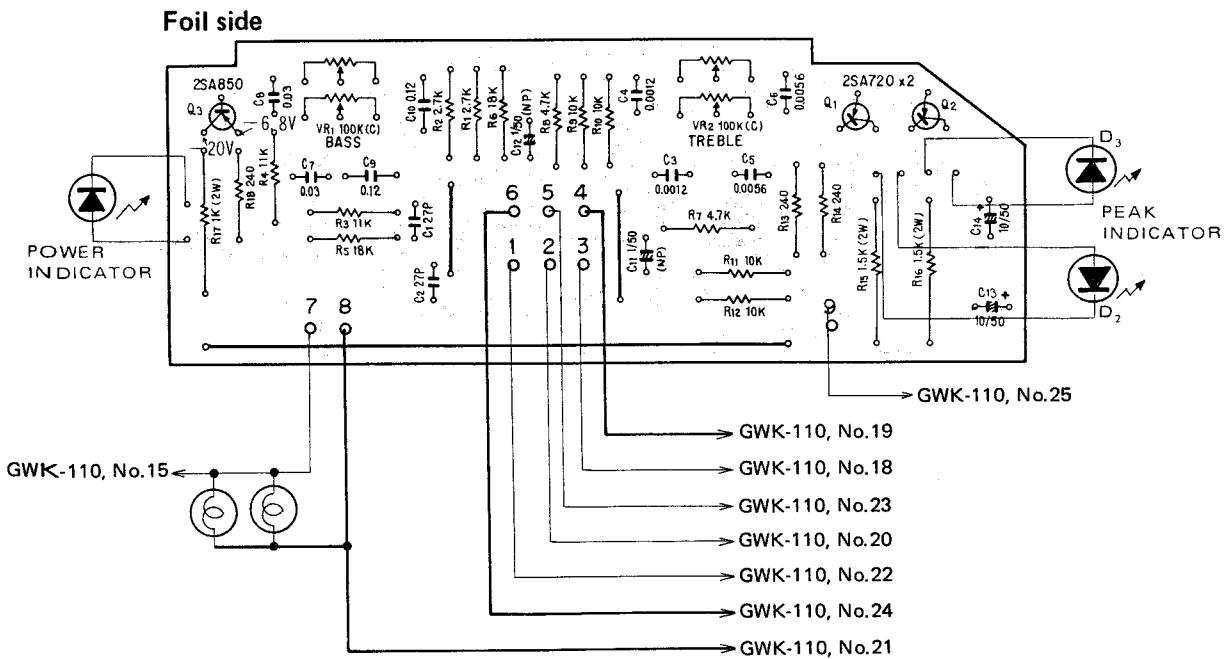 Foil side
2SA850
Q3
-6.8V
-20V
C8
0.03
VR1 100K(C)
BASS
C10 0.12
R2 2.7K
R1 2.7K
R6 18K
C12 1/50
(NP)
R8 4.7K
R9 10K
R10 10K
C4
0.0012
VR2 100K(C)
TREBLE
C6
0.0056
2SA720 x2
Q1
Q2
D3
PEAK
INDICATOR
D2
POWER
INDICATOR
R17 1K (2W)
R18 240
R4 11K
C7
0.03
C9
0.12
R3 11K
R5 18K
C1 27P
C2 27P
6
5
4
1
2
3
C3
0.0012
C5
0.0056
R7 4.7K
C11 1/50
(NP)
R11 10K
R12 10K
R13 240
R14 240
R15 1.5K (2W)
R16 1.5K (2W)
C14 +
10/50
C13 +
10/50
7
8
9
GWK-110, No.25
GWK-110, No.19
GWK-110, No.15
GWK-110, No.18
GWK-110, No.23
GWK-110, No.20
GWK-110, No.22
GWK-110, No.24
GWK-110, No.21